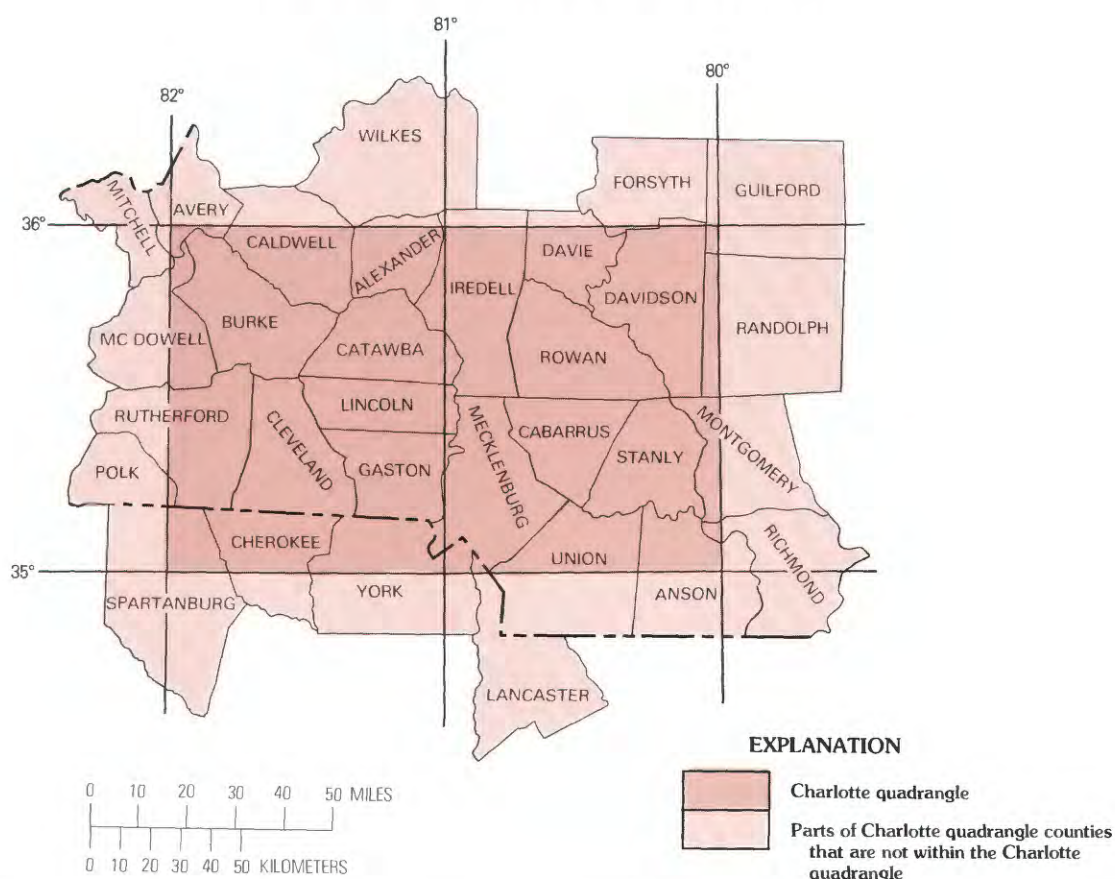 81°
80°
82°
WILKES
FORSYTH
GUILFORD
MITCHELL
AVERY
36°
CALDWELL
ALEXANDER
DAVIE
IREDELL
DAVIDSON
BURKE
RANDOLPH
MC DOWELL
CATAWBA
ROWAN
LINCOLN
RUTHERFORD
CLEVELAND
MECKLENBURG
CABARRUS
MONTGOMERY
STANLY
GASTON
POLK
CHEROKEE
UNION
RICHMOND
35°
YORK
ANSON
SPARTANBURG
LANCASTER
EXPLANATION
Charlotte quadrangle
Parts of Charlotte quadrangle counties
that are not within the Charlotte
quadrangle
0 10 20 30 40 50 MILES
0 10 20 30 40 50 KILOMETERS